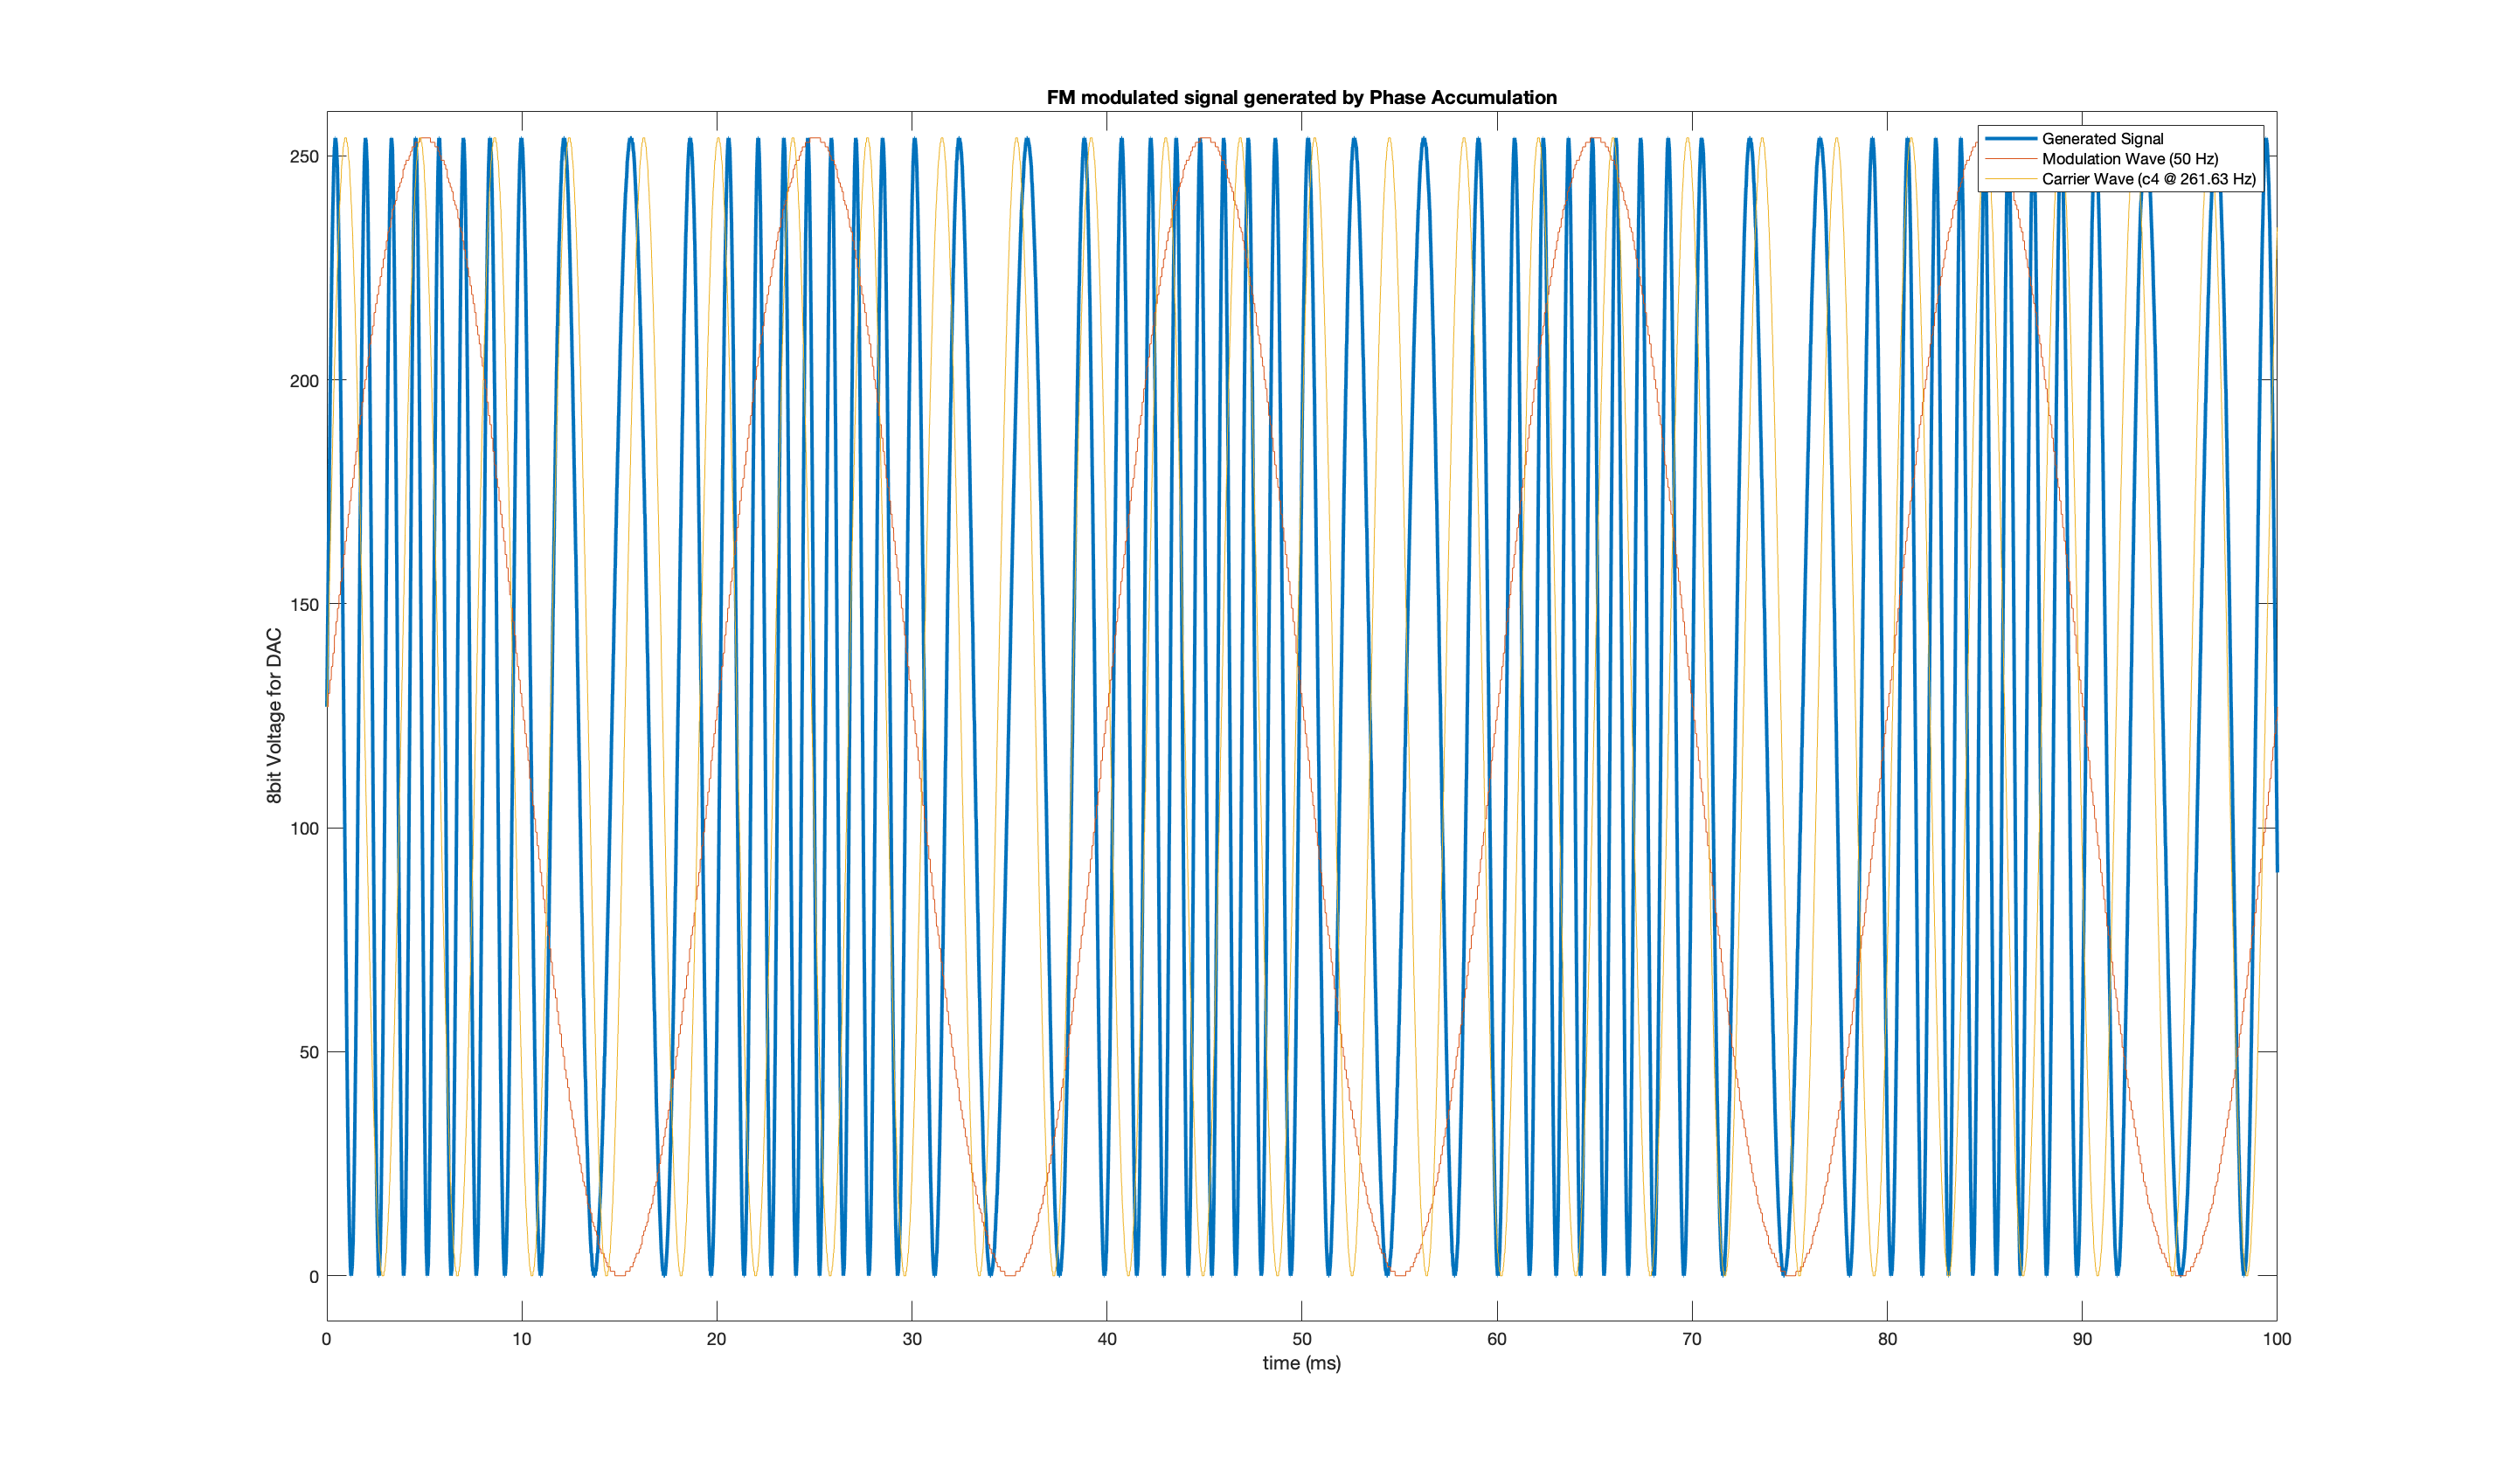 FM modulated signal generated by Phase Accumulation
Generated Signal
Modulation Wave (50 Hz)
Carrier Wave (c4 @ 261.63 Hz)
8bit Voltage for DAC
250
200
150
100
50
0
0 10 20 30 40 50 60 70 80 90 100
time (ms)